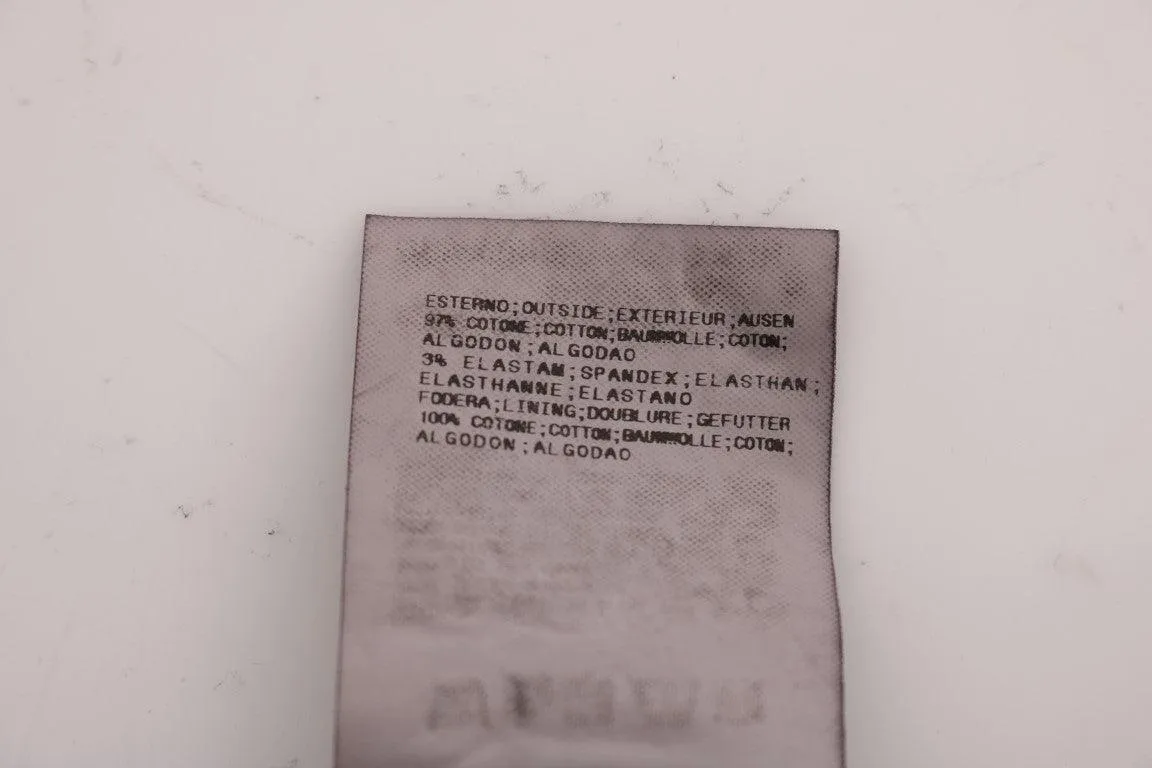 ESTERNO;OUTSIDE;EXTERIEUR;AUSEN
97% COTONE;COTTON;BAUMWOLLE;COTON;
ALGODON;ALGODAO
3% ELASTAM;SPANDEX;ELASTHAN;
ELASTHANNE;ELASTANO
FODERA;LINING;DOUBLURE;GEFUTTER
100% COTONE;COTTON;BAUMWOLLE;COTON;
ALGODON;ALGODAO